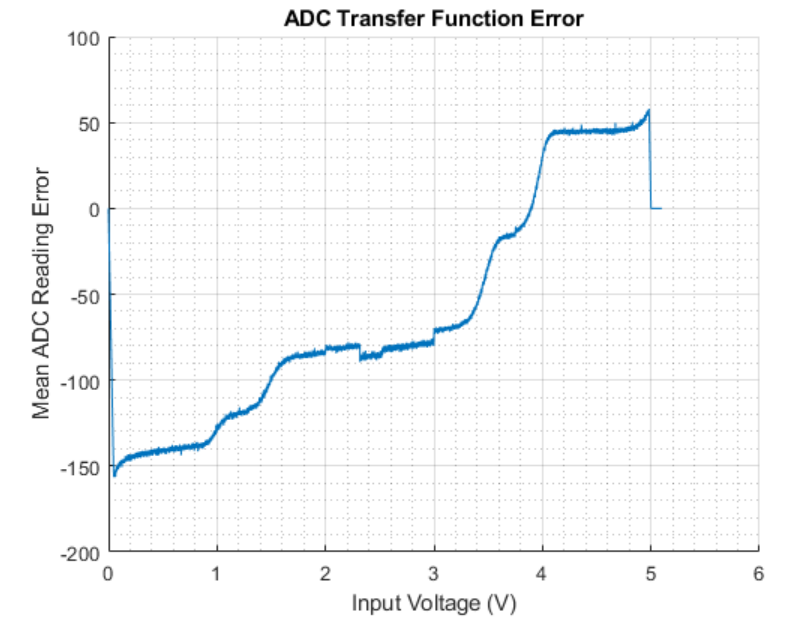 ADC Transfer Function Error
100
50
0
-50
-100
-150
-200
Mean ADC Reading Error
0 1 2 3 4 5 6
Input Voltage (V)